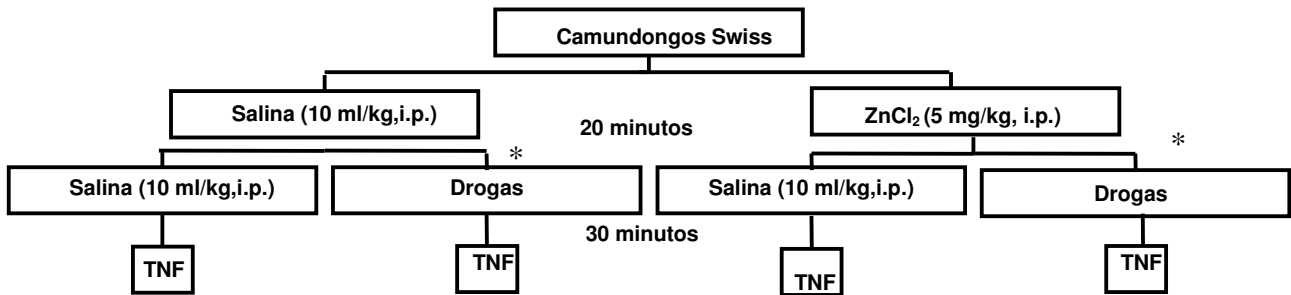 Camundongos Swiss
Salina (10 ml/kg,i.p.)
ZnCl₂ (5 mg/kg, i.p.)
20 minutos
*
*
Salina (10 ml/kg,i.p.)
Drogas
Salina (10 ml/kg,i.p.)
Drogas
30 minutos
TNF
TNF
TNF
TNF